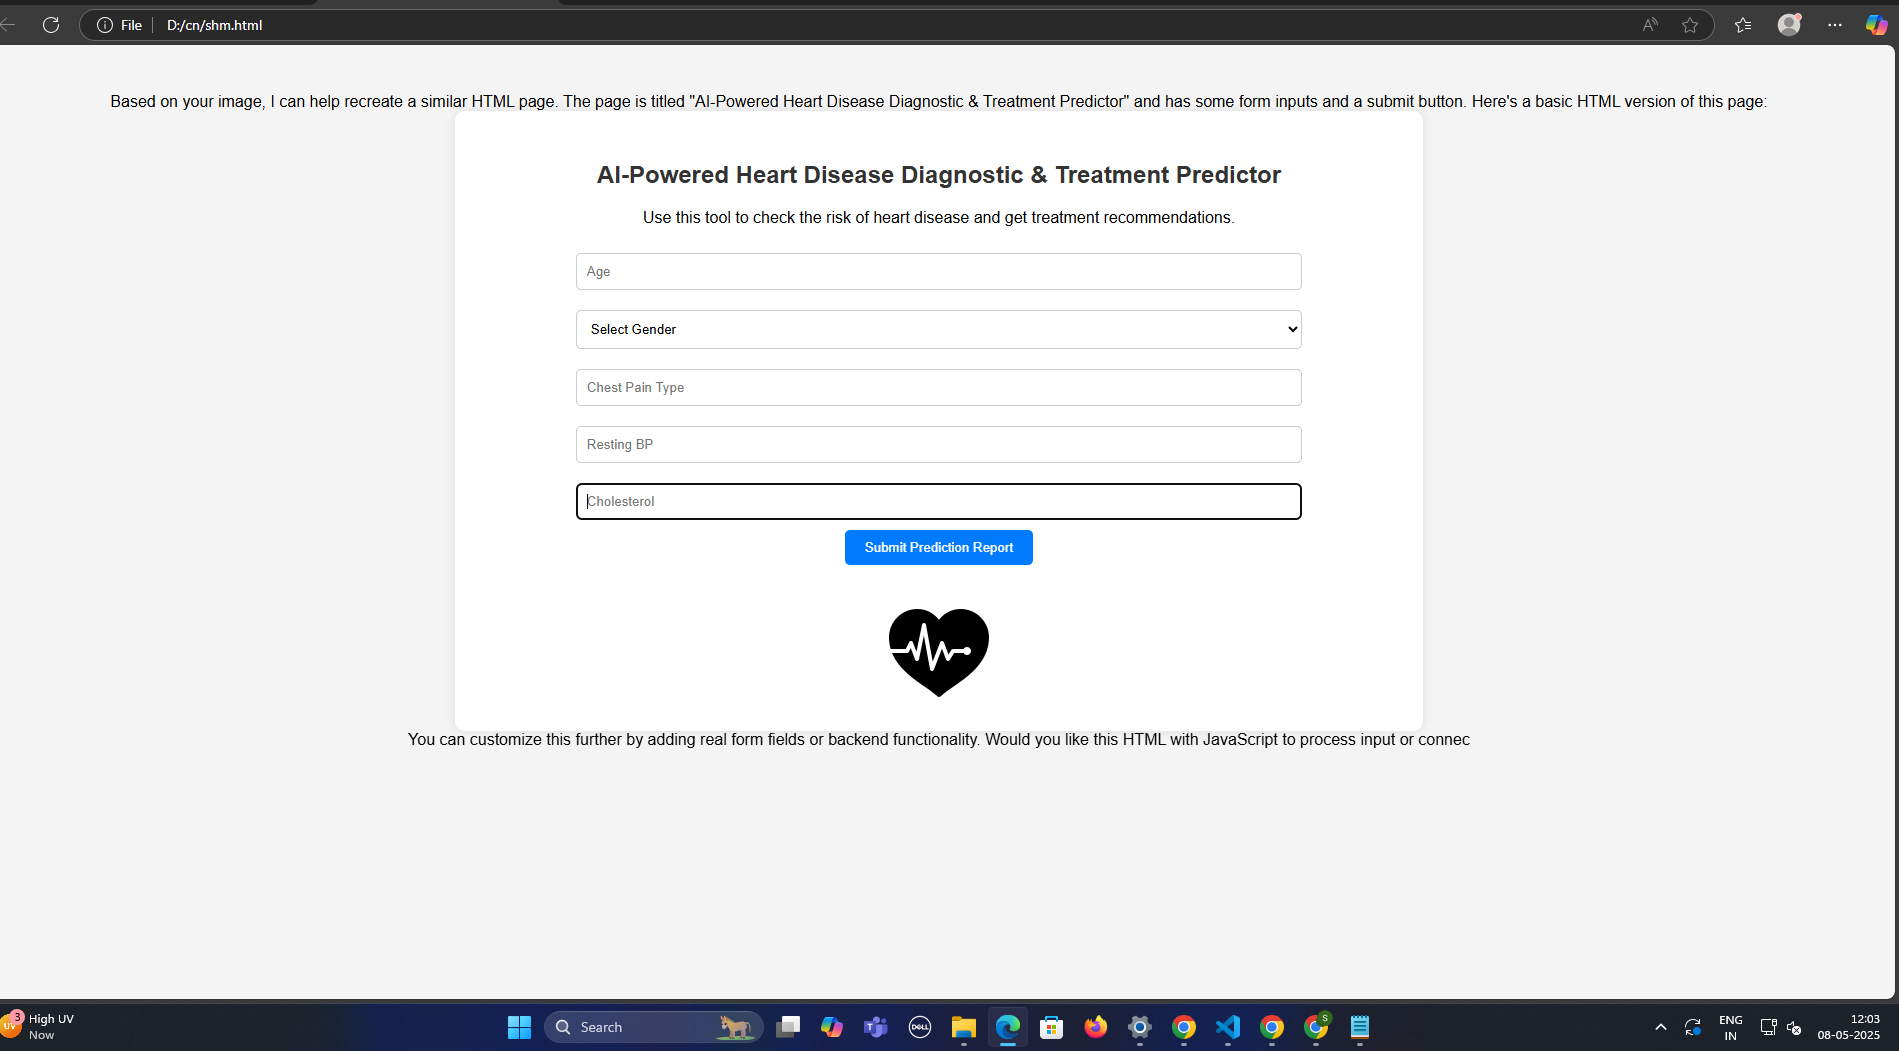 File
D:/cn/shm.html
Based on your image, I can help recreate a similar HTML page. The page is titled "AI-Powered Heart Disease Diagnostic & Treatment Predictor" and has some form inputs and a submit button. Here's a basic HTML version of this page:
AI-Powered Heart Disease Diagnostic & Treatment Predictor
Use this tool to check the risk of heart disease and get treatment recommendations.
Age
Select Gender
Chest Pain Type
Resting BP
Cholesterol
Submit Prediction Report
You can customize this further by adding real form fields or backend functionality. Would you like this HTML with JavaScript to process input or connec
UV
3
High UV
Now
Search
T
DELL
S
ENG
IN
12:03
08-05-2025